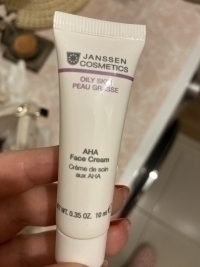 JANSSEN
COSMETICS
OILY SKIN
PEAU GRASSE
AHA
Face Cream
Crème de soin
aux AHA
NT.WT. 0.35 OZ. 10 ml e